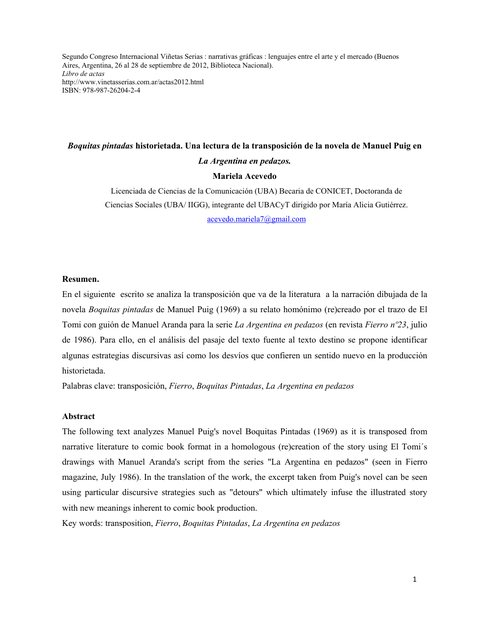 Segundo Congreso Internacional Viñetas Serias : narrativas gráficas : lenguajes entre el arte y el mercado (Buenos
Aires, Argentina, 26 al 28 de septiembre de 2012, Biblioteca Nacional).
Libro de actas
http://www.vinetasserias.com.ar/actas2012.html
ISBN: 978-987-26204-2-4
Boquitas pintadas historietada. Una lectura de la transposición de la novela de Manuel Puig en
La Argentina en pedazos.
Mariela Acevedo
Licenciada de Ciencias de la Comunicación (UBA) Becaria de CONICET, Doctoranda de
Ciencias Sociales (UBA/ IIGG), integrante del UBACyT dirigido por María Alicia Gutiérrez.
acevedo.mariela7@gmail.com
Resumen.
En el siguiente escrito se analiza la transposición que va de la literatura a la narración dibujada de la
novela Boquitas pintadas de Manuel Puig (1969) a su relato homónimo (re)creado por el trazo de El
Tomi con guión de Manuel Aranda para la serie La Argentina en pedazos (en revista Fierro nº23, julio
de 1986). Para ello, en el análisis del pasaje del texto fuente al texto destino se propone identificar
algunas estrategias discursivas así como los desvíos que confieren un sentido nuevo en la producción
historietada.
Palabras clave: transposición, Fierro, Boquitas Pintadas, La Argentina en pedazos
Abstract
The following text analyzes Manuel Puig's novel Boquitas Pintadas (1969) as it is transposed from
narrative literature to comic book format in a homologous (re)creation of the story using El Tomi´s
drawings with Manuel Aranda's script from the series "La Argentina en pedazos" (seen in Fierro
magazine, July 1986). In the translation of the work, the excerpt taken from Puig's novel can be seen
using particular discursive strategies such as "detours" which ultimately infuse the illustrated story
with new meanings inherent to comic book production.
Key words: transposition, Fierro, Boquitas Pintadas, La Argentina en pedazos
1